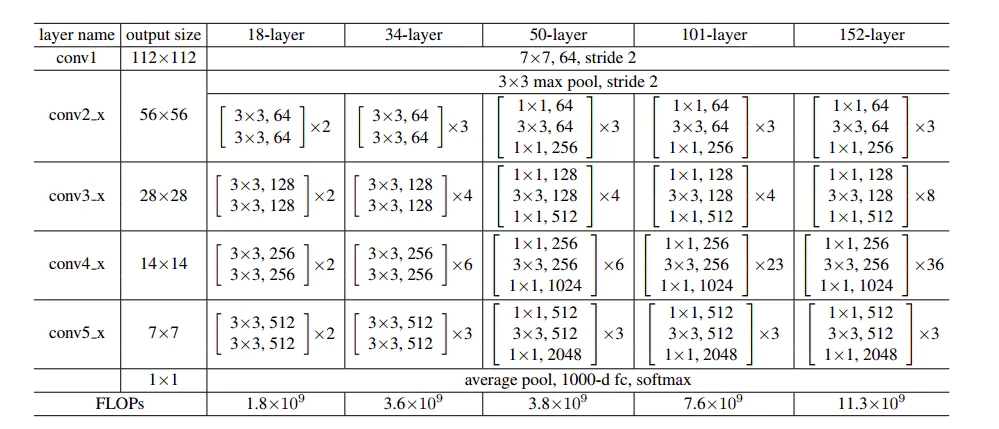 layer name output size 18-layer 34-layer 50-layer 101-layer 152-layer
conv1 112×112 7×7, 64, stride 2
3×3 max pool, stride 2
conv2_x 56×56 [3×3, 64 3×3, 64]×2 [3×3, 64 3×3, 64]×3 [1×1, 64 3×3, 64 1×1, 256]×3 [1×1, 64 3×3, 64 1×1, 256]×3 [1×1, 64 3×3, 64 1×1, 256]×3
conv3_x 28×28 [3×3, 128 3×3, 128]×2 [3×3, 128 3×3, 128]×4 [1×1, 128 3×3, 128 1×1, 512]×4 [1×1, 128 3×3, 128 1×1, 512]×4 [1×1, 128 3×3, 128 1×1, 512]×8
conv4_x 14×14 [3×3, 256 3×3, 256]×2 [3×3, 256 3×3, 256]×6 [1×1, 256 3×3, 256 1×1, 1024]×6 [1×1, 256 3×3, 256 1×1, 1024]×23 [1×1, 256 3×3, 256 1×1, 1024]×36
conv5_x 7×7 [3×3, 512 3×3, 512]×2 [3×3, 512 3×3, 512]×3 [1×1, 512 3×3, 512 1×1, 2048]×3 [1×1, 512 3×3, 512 1×1, 2048]×3 [1×1, 512 3×3, 512 1×1, 2048]×3
1×1 average pool, 1000-d fc, softmax
FLOPs 1.8×10⁹ 3.6×10⁹ 3.8×10⁹ 7.6×10⁹ 11.3×10⁹